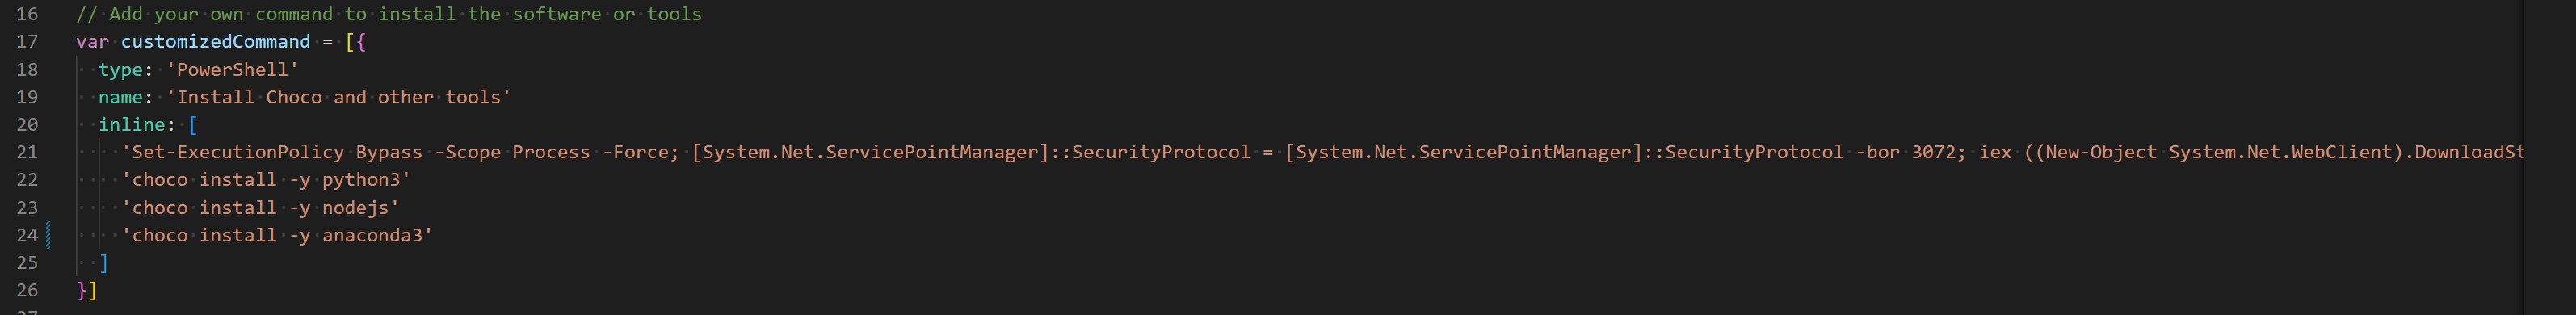 16 // Add your own command to install the software or tools
17 var customizedCommand = [{
18 type: 'PowerShell'
19 name: 'Install Choco and other tools'
20 inline: [
21 'Set-ExecutionPolicy Bypass -Scope Process -Force; [System.Net.ServicePointManager]::SecurityProtocol = [System.Net.ServicePointManager]::SecurityProtocol -bor 3072; iex ((New-Object System.Net.WebClient).DownloadSt
22 'choco install -y python3'
23 'choco install -y nodejs'
24 'choco install -y anaconda3'
25 ]
26 }]